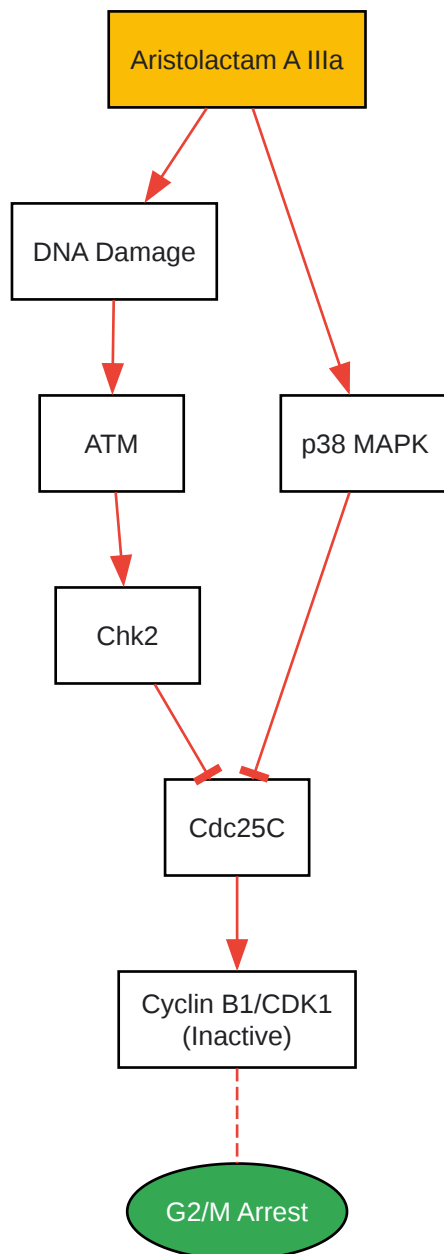 Aristolactam A IIIa
DNA Damage
ATM
p38 MAPK
Chk2
Cdc25C
Cyclin B1/CDK1
(Inactive)
G2/M Arrest